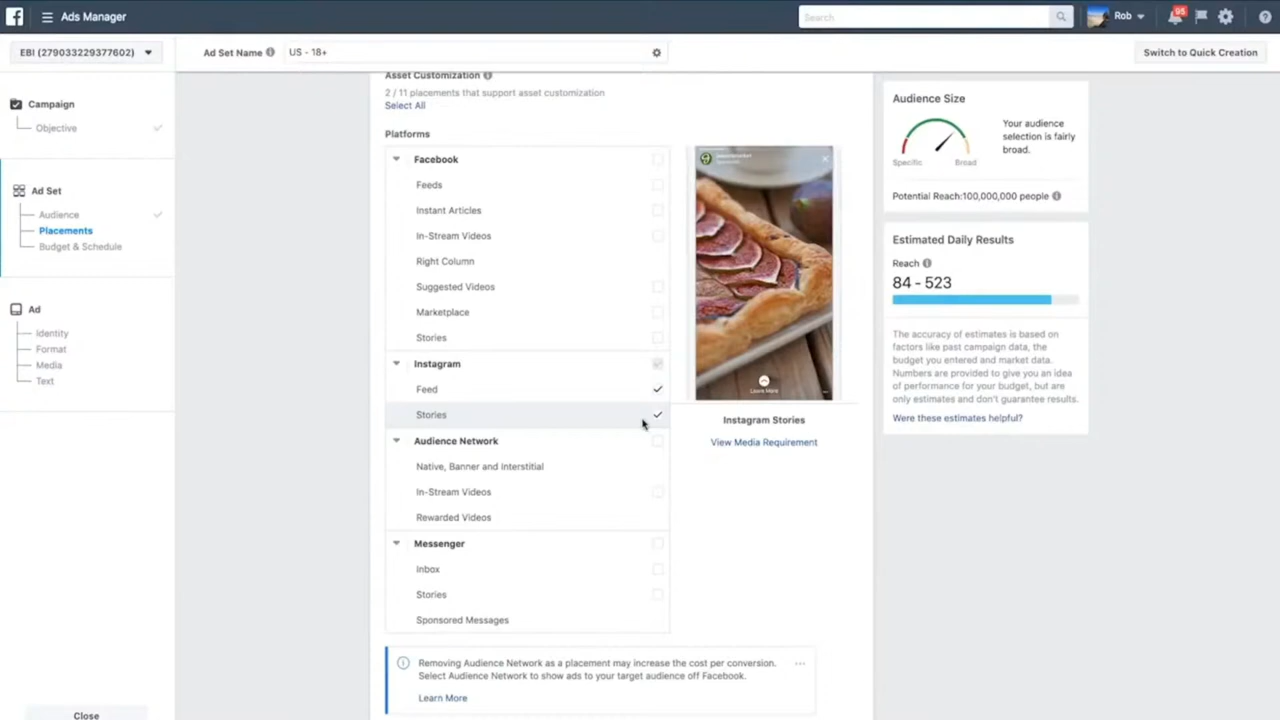 f
Ads Manager
Search
Rob
95
EBI (279033229377602)
Ad Set Name
US - 18+
Switch to Quick Creation
Campaign
Objective
Ad Set
Audience
Placements
Budget & Schedule
Ad
Identity
Format
Media
Text
Close
Asset Customization
2 / 11 placements that support asset customization
Select All
Platforms
Facebook
Feeds
Instant Articles
In-Stream Videos
Right Column
Suggested Videos
Marketplace
Stories
Instagram
Feed
Stories
Audience Network
Native, Banner and Interstitial
In-Stream Videos
Rewarded Videos
Messenger
Inbox
Stories
Sponsored Messages
Learn More
Instagram Stories
View Media Requirement
Removing Audience Network as a placement may increase the cost per conversion.
Select Audience Network to show ads to your target audience off Facebook.
Learn More
Audience Size
Your audience
selection is fairly
broad.
Specific
Broad
Potential Reach:100,000,000 people
Estimated Daily Results
Reach
84 - 523
The accuracy of estimates is based on
factors like past campaign data, the
budget you entered and market data.
Numbers are provided to give you an idea
of performance for your budget, but are
only estimates and don't guarantee results.
Were these estimates helpful?